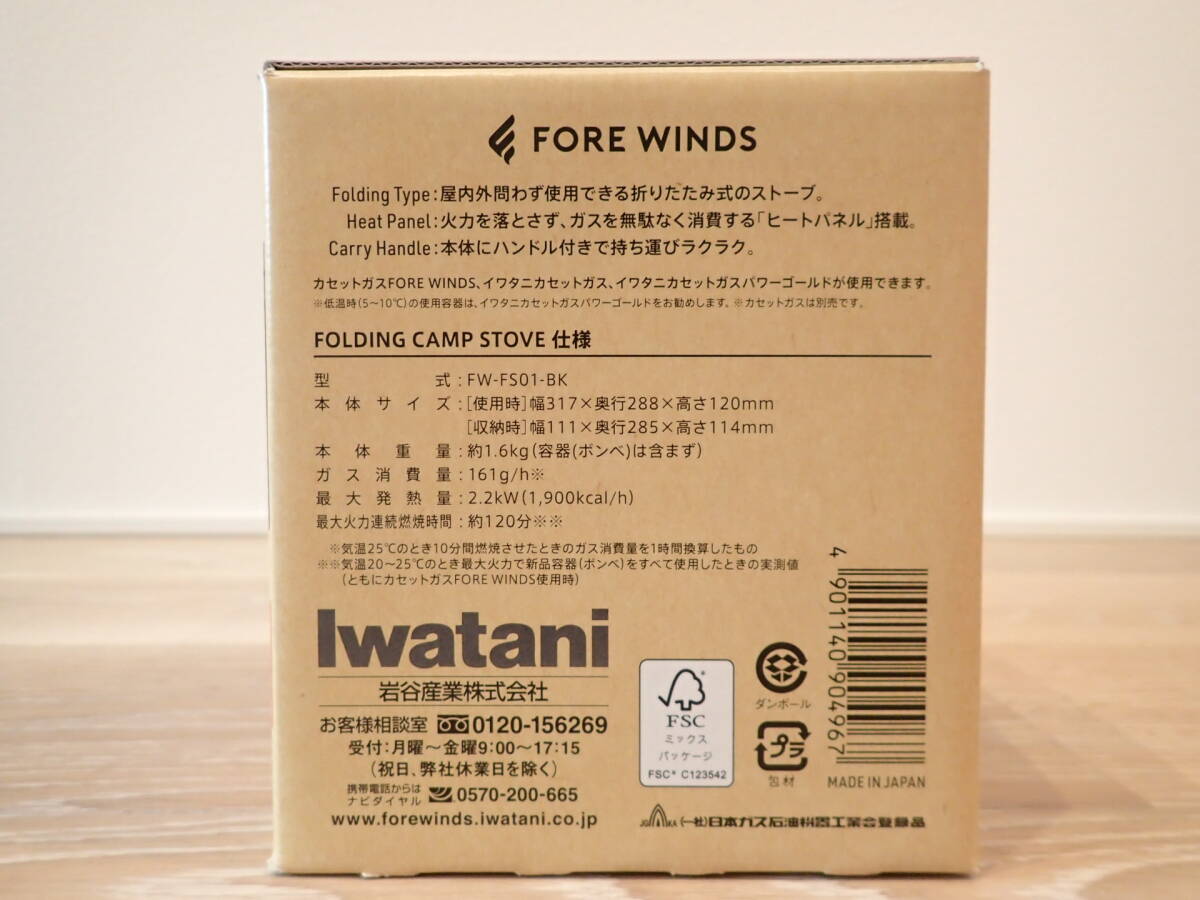 FORE WINDS
Folding Type:屋内外問わず使用できる折りたたみ式のストーブ。
Heat Panel:火力を落とさず、ガスを無駄なく消費する「ヒートパネル」搭載。
Carry Handle:本体にハンドル付きで持ち運びラクラク。
カセットガスFORE WINDS、イワタニカセットガス、イワタニカセットガスパワーゴールドが使用できます。
※低温時(5~10℃)の使用容器は、イワタニカセットガスパワーゴールドをお勧めします。※カセットガスは別売です。
FOLDING CAMP STOVE 仕様
型式:FW-FS01-BK
本体サイズ:[使用時]幅317×奥行288×高さ120mm
[収納時]幅111×奥行285×高さ114mm
本体重量:約1.6kg(容器(ボンベ)は含まず)
ガス消費量:161g/h※
最大発熱量:2.2kW(1,900kcal/h)
最大火力連続燃焼時間:約120分※※
※気温25℃のとき10分間燃焼させたときのガス消費量を1時間換算したもの
※※気温20~25℃のとき最大火力で新品容器(ボンベ)をすべて使用したときの実測値
(ともにカセットガスFORE WINDS使用時)
Iwatani
岩谷産業株式会社
お客様相談室 0120-156269
受付:月曜~金曜9:00~17:15
(祝日、弊社休業日を除く)
携帯電話からは
ナビダイヤル 0570-200-665
www.forewinds.iwatani.co.jp
FSC
ミックス
パッケージ
FSC® C123542
ダンボール
プラ
包材
4 901140 904967
MADE IN JAPAN
JGKA (一社)日本ガス石油機器工業会登録品